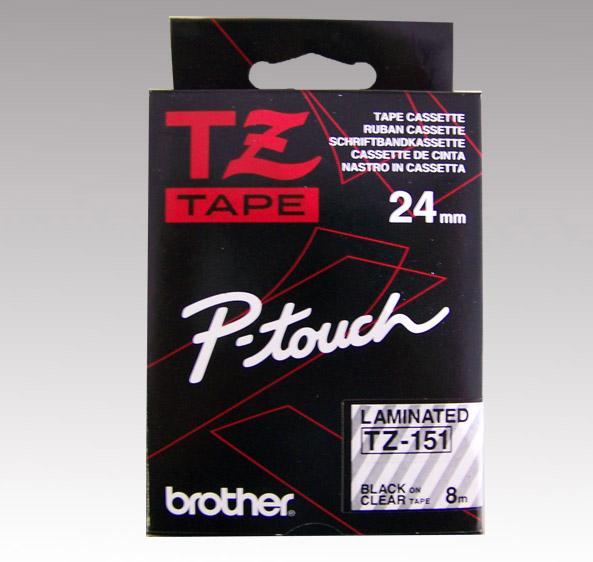 TZ
TAPE
TAPE CASSETTE
RUBAN CASSETTE
SCHRIFTBANDKASSETTE
CASSETTE DE CINTA
NASTRO IN CASSETTA
24mm
P-touch
LAMINATED
TZ-151
BLACK ON
CLEAR TAPE 8m
brother